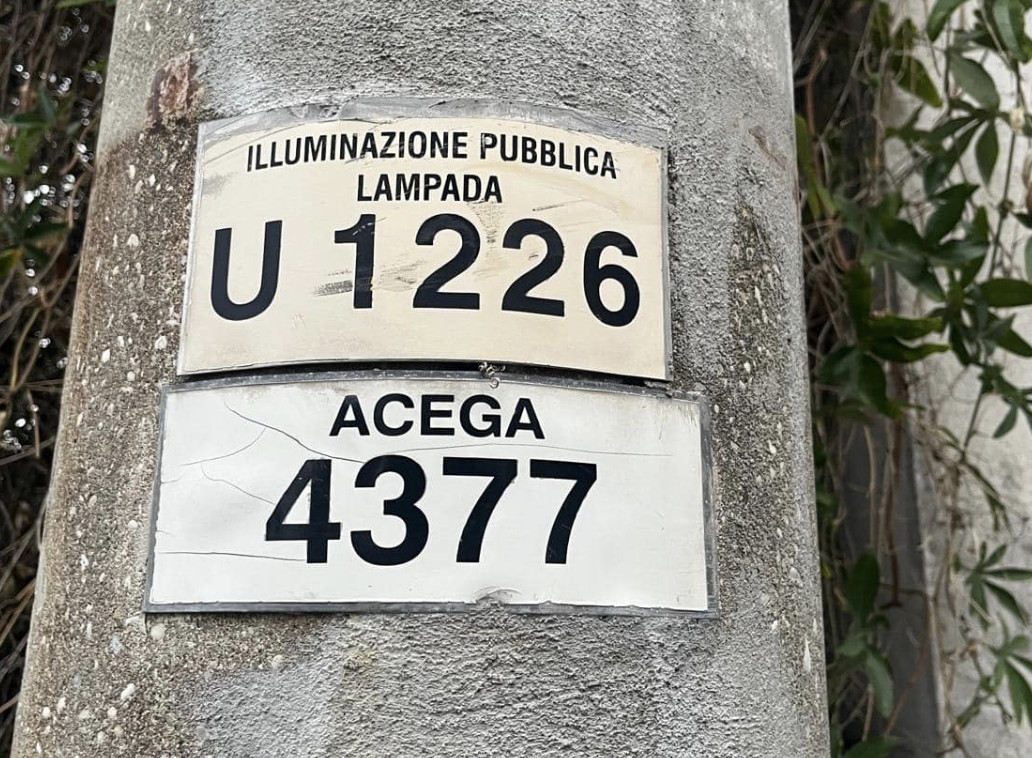 ILLUMINAZIONE PUBBLICA
LAMPADA
U 1226
ACEGA
4377